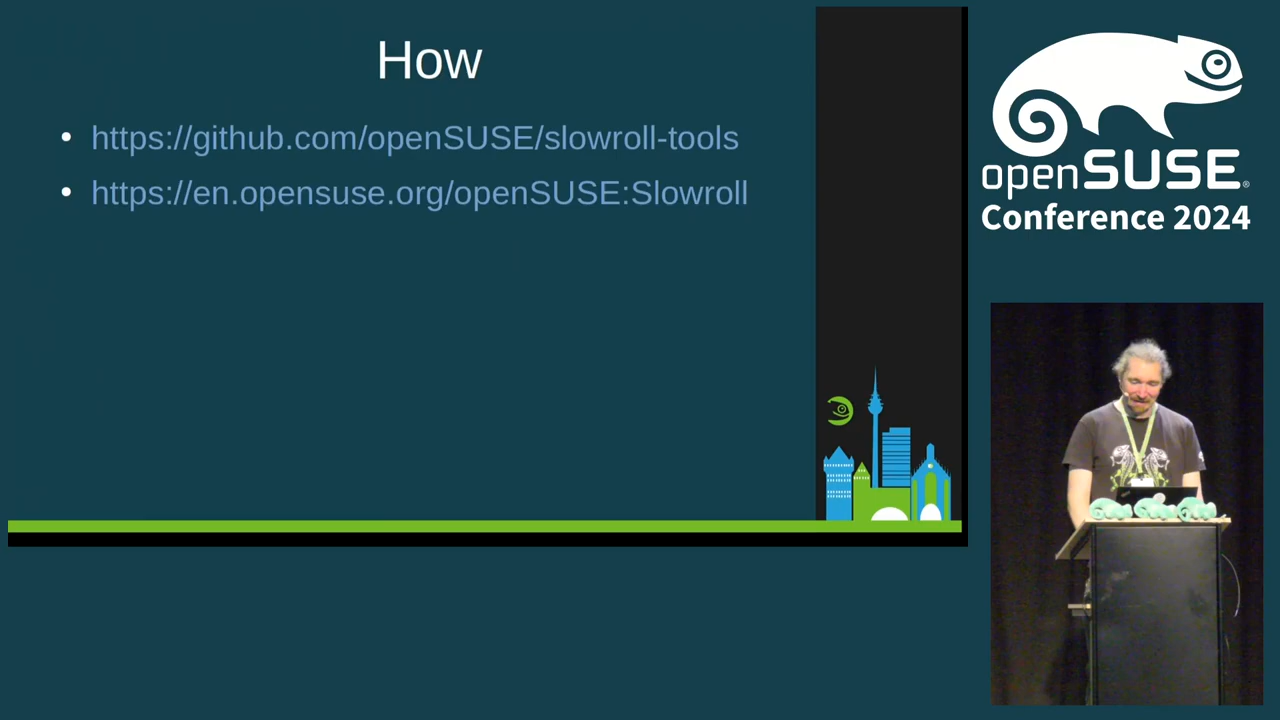 How
• https://github.com/openSUSE/slowroll-tools
• https://en.opensuse.org/openSUSE:Slowroll
openSUSE®
Conference 2024